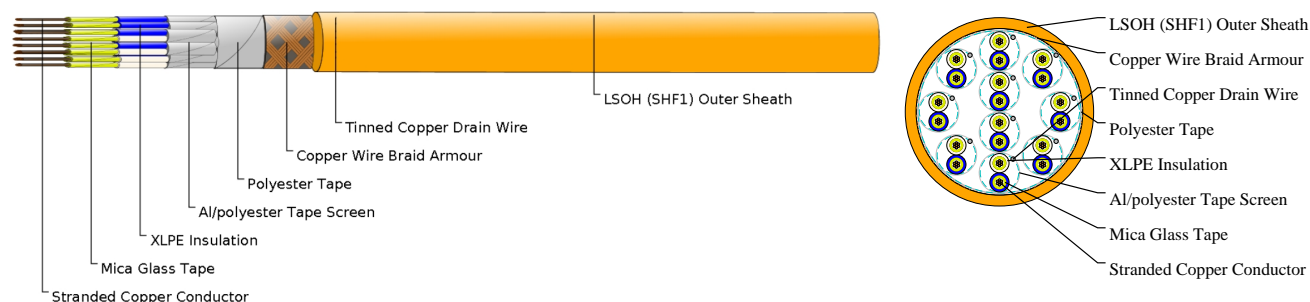 LSOH (SHF1) Outer Sheath
Tinned Copper Drain Wire
Copper Wire Braid Armour
Polyester Tape
Al/polyester Tape Screen
XLPE Insulation
Mica Glass Tape
Stranded Copper Conductor
LSOH (SHF1) Outer Sheath
Copper Wire Braid Armour
Tinned Copper Drain Wire
Polyester Tape
XLPE Insulation
Al/polyester Tape Screen
Mica Glass Tape
Stranded Copper Conductor